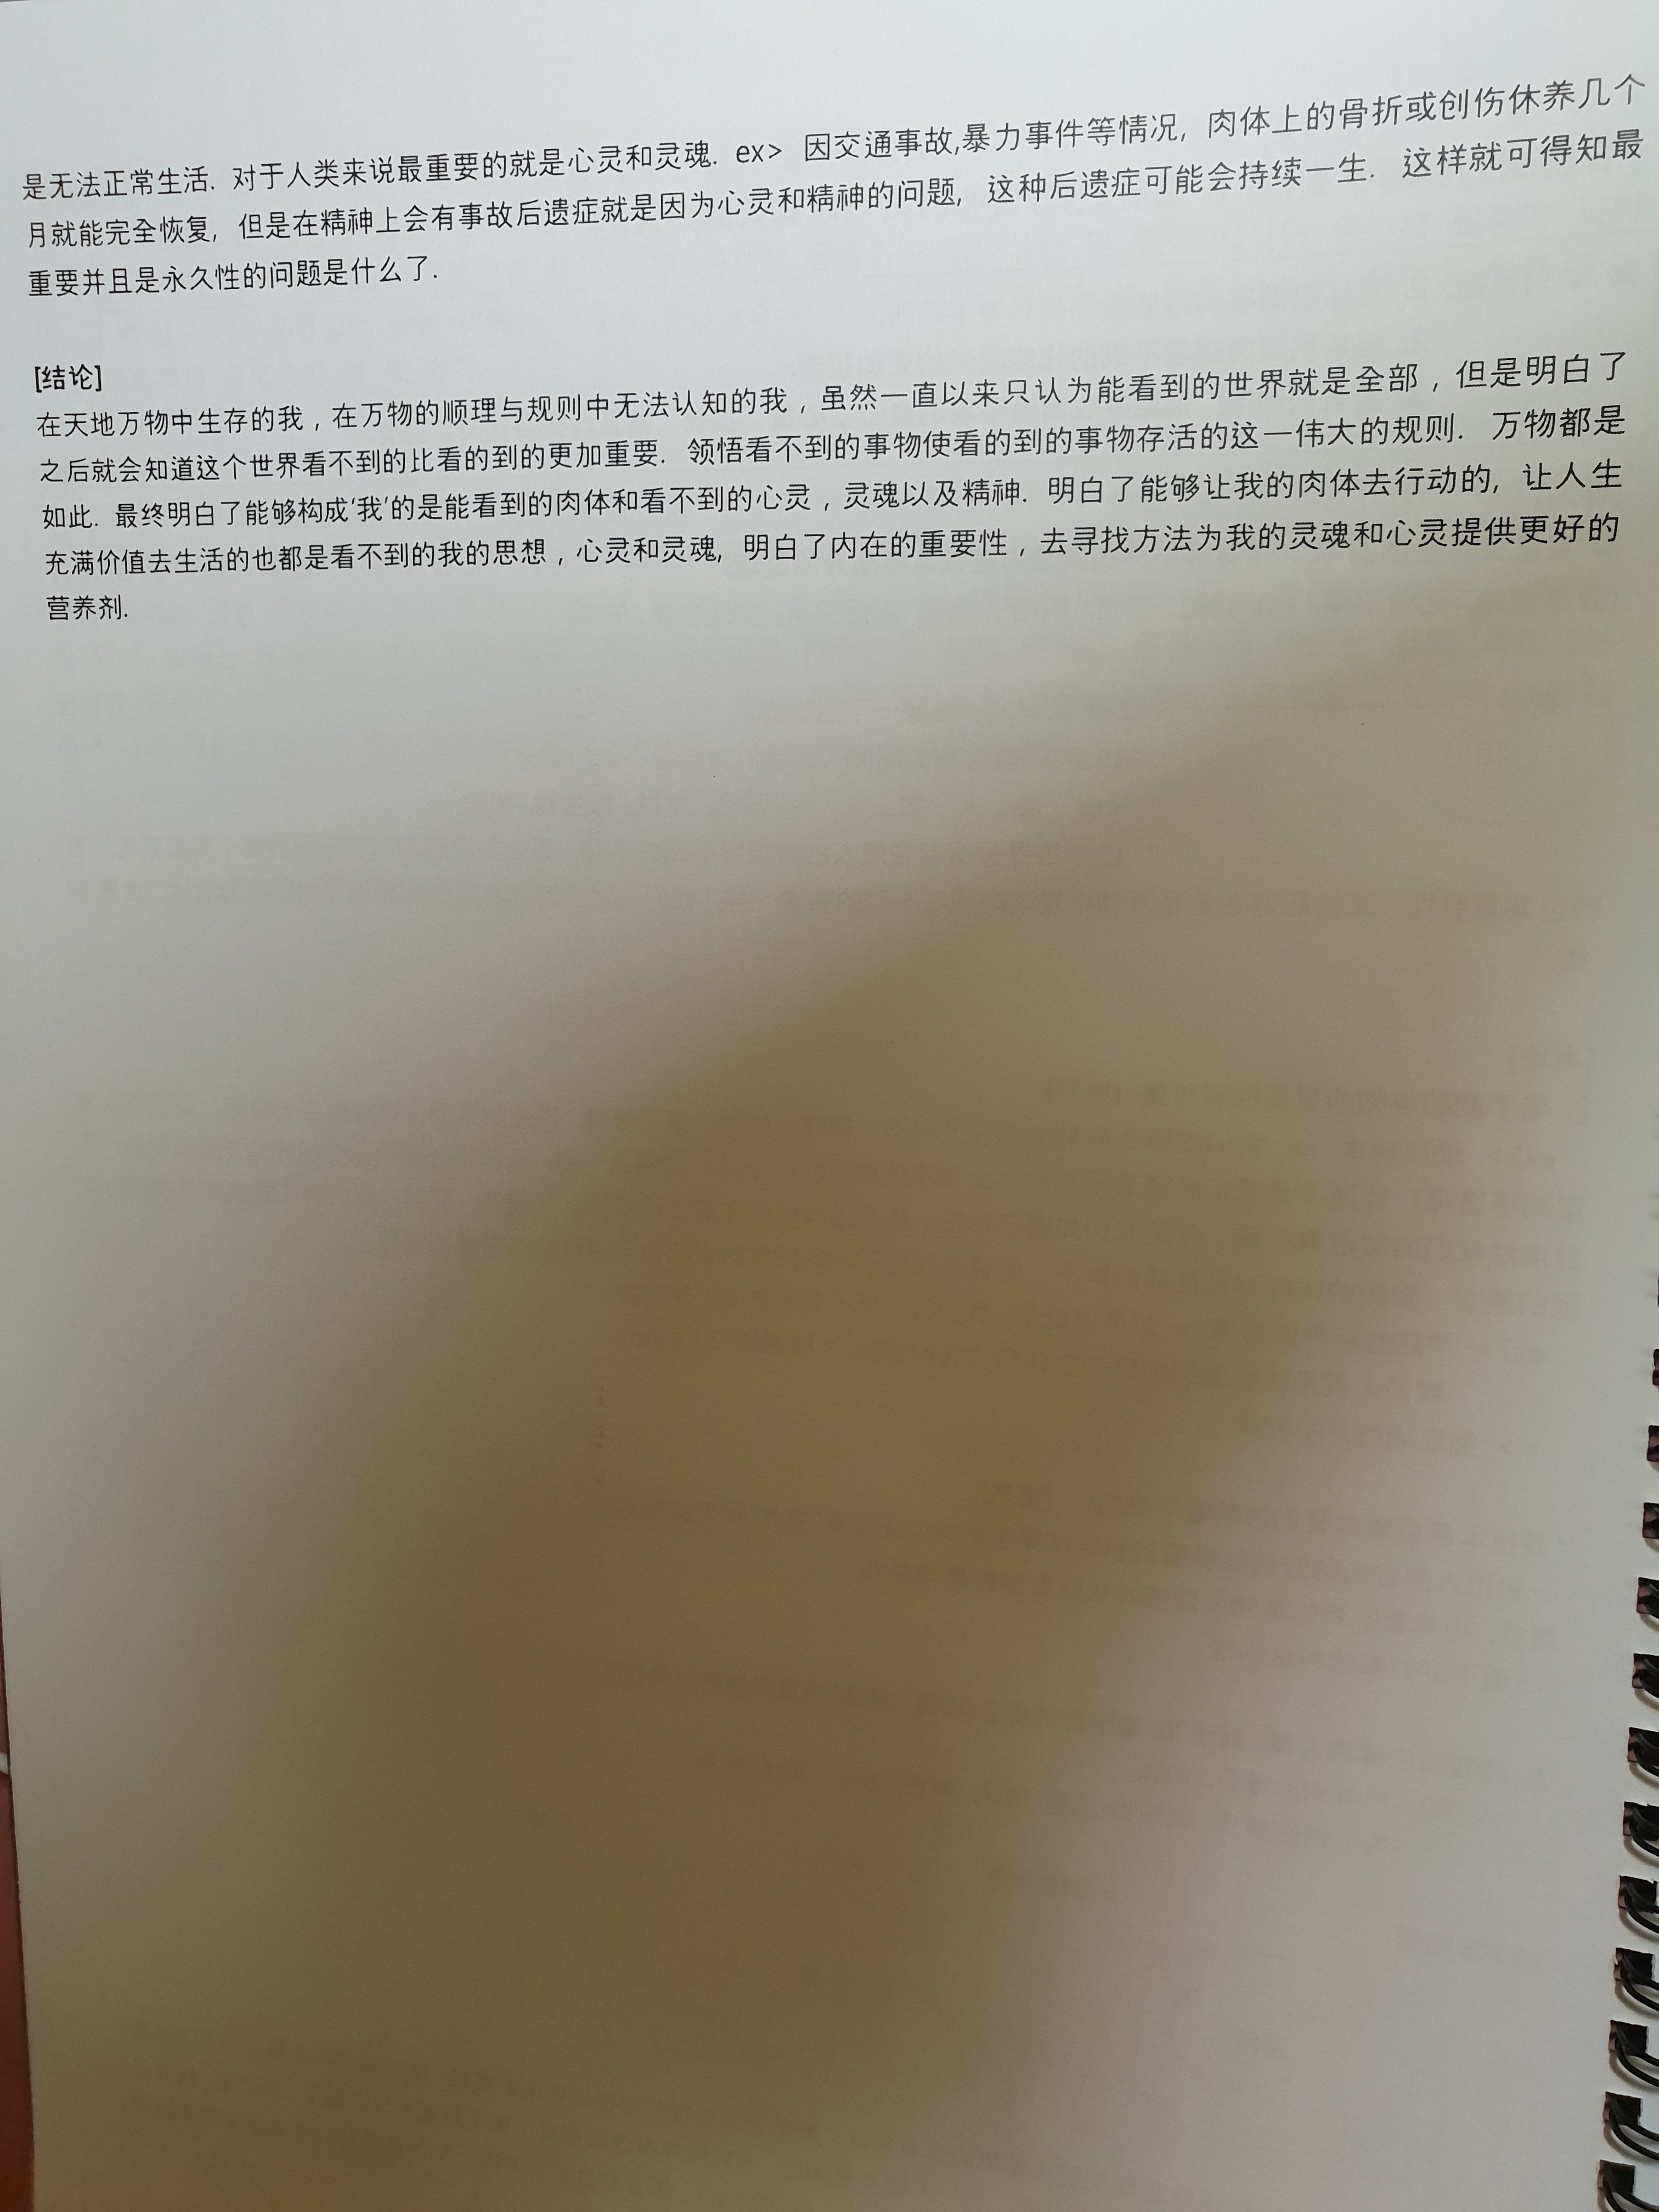 是无法正常生活. 对于人类来说最重要的就是心灵和灵魂. ex> 因交通事故,暴力事件等情况, 肉体上的骨折或创伤休养几个
月就能完全恢复, 但是在精神上会有事故后遗症就是因为心灵和精神的问题, 这种后遗症可能会持续一生. 这样就可得知最
重要并且是永久性的问题是什么了.
[结论]
在天地万物中生存的我，在万物的顺理与规则中无法认知的我，虽然一直以来只认为能看到的世界就是全部，但是明白了
之后就会知道这个世界看不到的比看的到的更加重要. 领悟看不到的事物使看的到的事物存活的这一伟大的规则. 万物都是
如此. 最终明白了能够构成‘我’的是能看到的肉体和看不到的心灵，灵魂以及精神. 明白了能够让我的肉体去行动的, 让人生
充满价值去生活的也都是看不到的我的思想，心灵和灵魂, 明白了内在的重要性，去寻找方法为我的灵魂和心灵提供更好的
营养剂.